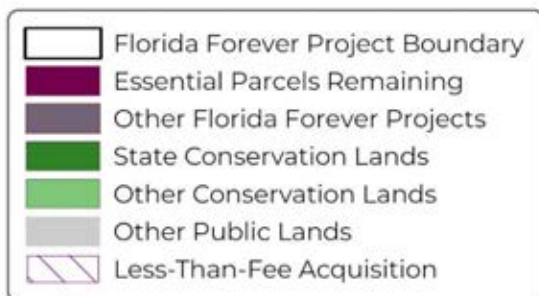 Florida Forever Project Boundary
Essential Parcels Remaining
Other Florida Forever Projects
State Conservation Lands
Other Conservation Lands
Other Public Lands
Less-Than-Fee Acquisition